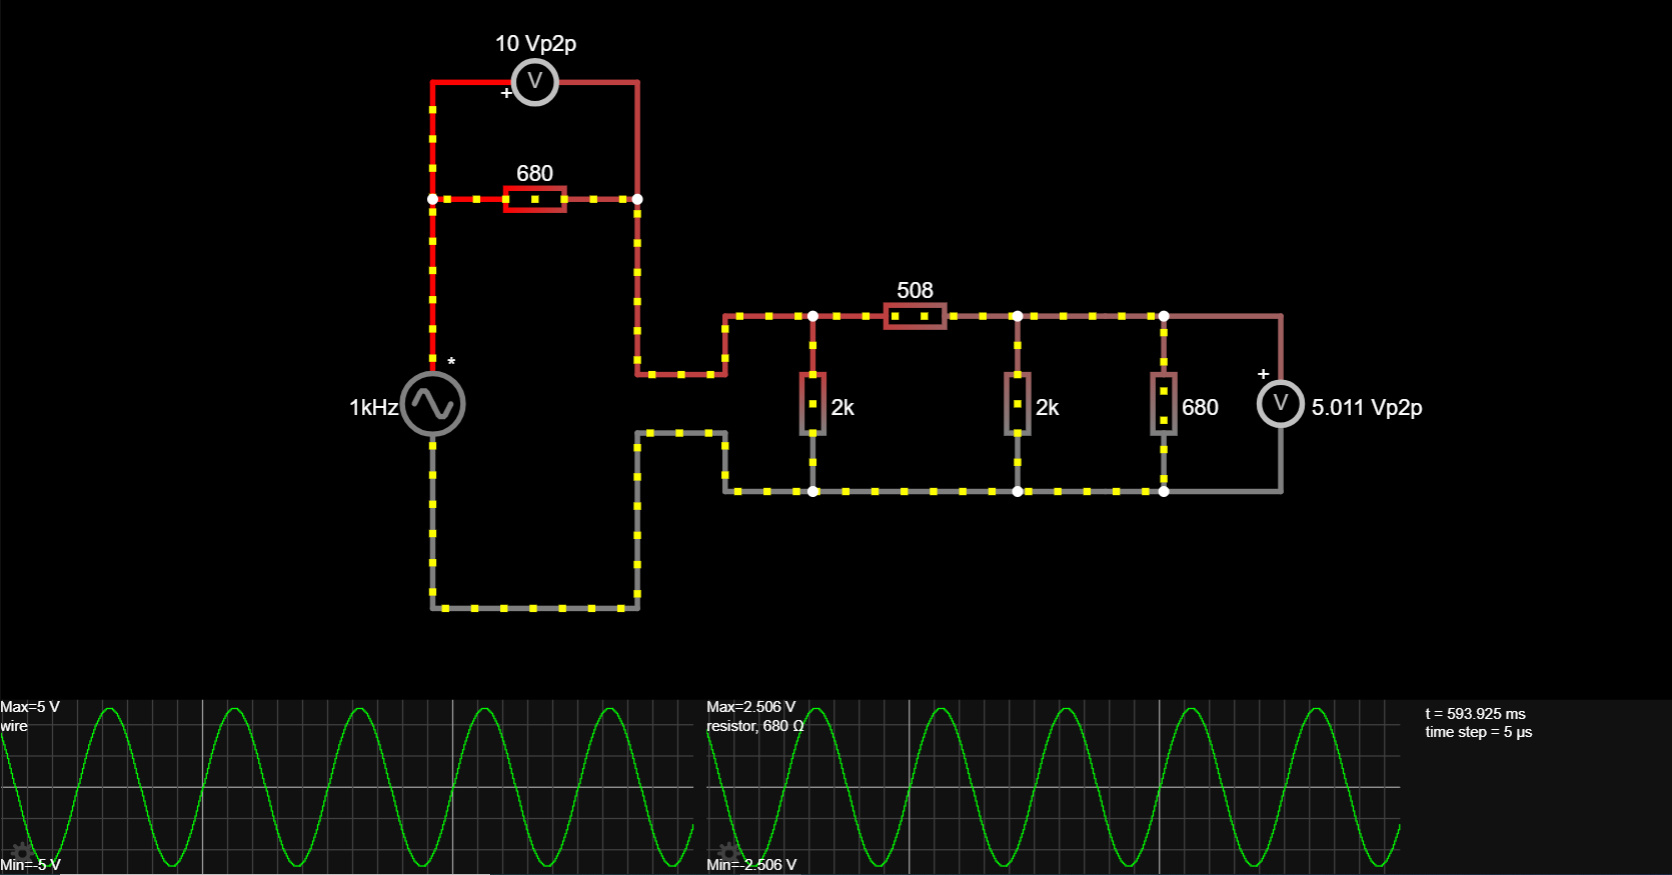 10 Vp2p
V
+
680
*
1kHz
508
2k
2k
680
+
V
5.011 Vp2p
Max=5 V
wire
Min=-5 V
Max=2.506 V
resistor, 680 Ω
Min=-2.506 V
t = 593.925 ms
time step = 5 µs